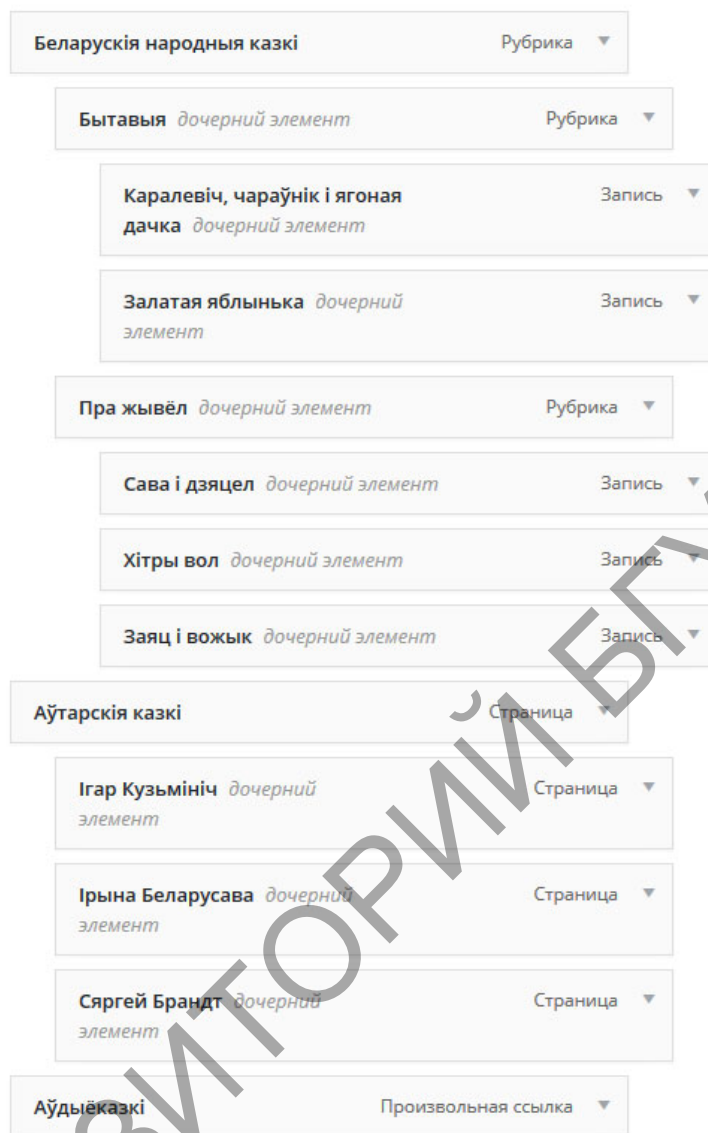 Беларускія народныя казкі Рубрика
Бытавыя дочерний элемент Рубрика
Каралевіч, чараўнік і ягоная Запись
дачка дочерний элемент
Залатая яблынька дочерний Запись
элемент
Пра жывёл дочерний элемент Рубрика
Сава і дзяцел дочерний элемент Запись
Хітры вол дочерний элемент Запись
Заяц і вожык дочерний элемент Запись
Аўтарскія казкі Страница
Ігар Кузьмініч дочерний Страница
элемент
Ірына Беларусава дочерний Страница
элемент
Сяргей Брандт дочерний Страница
элемент
Аўдыёказкі Произвольная ссылка